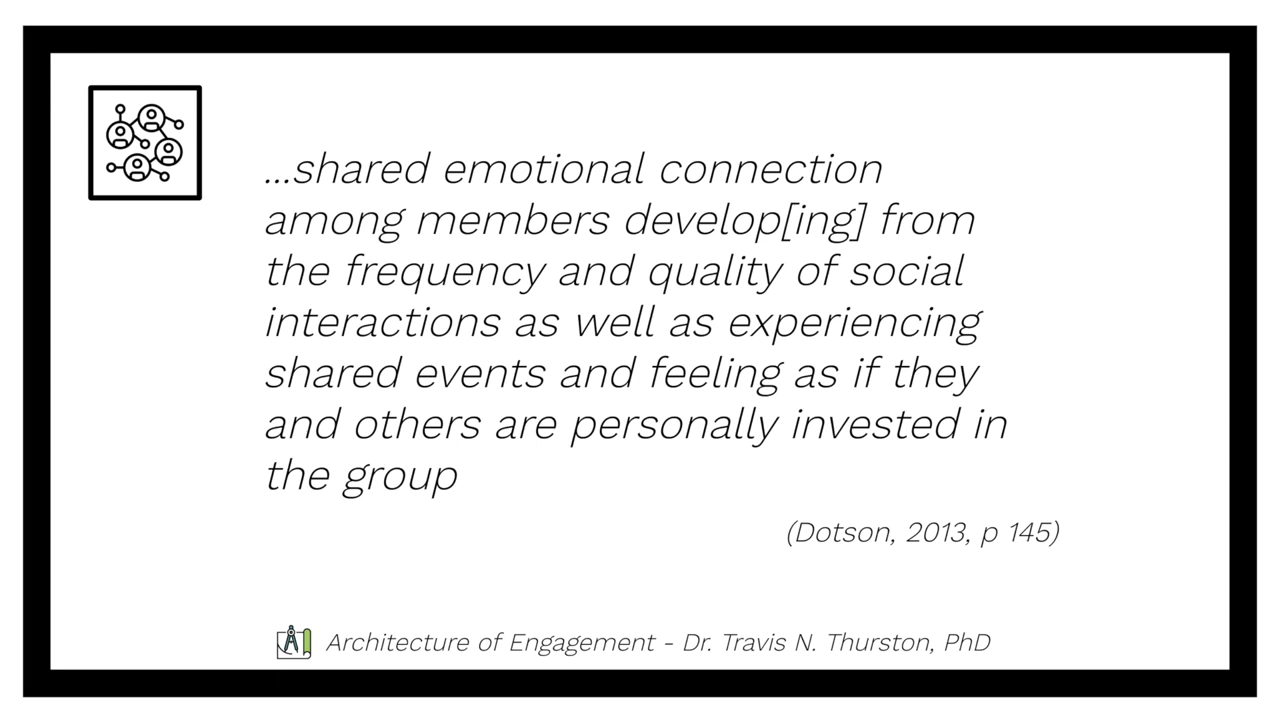 ...shared emotional connection
among members develop[ing] from
the frequency and quality of social
interactions as well as experiencing
shared events and feeling as if they
and others are personally invested in
the group
(Dotson, 2013, p 145)
Architecture of Engagement - Dr. Travis N. Thurston, PhD